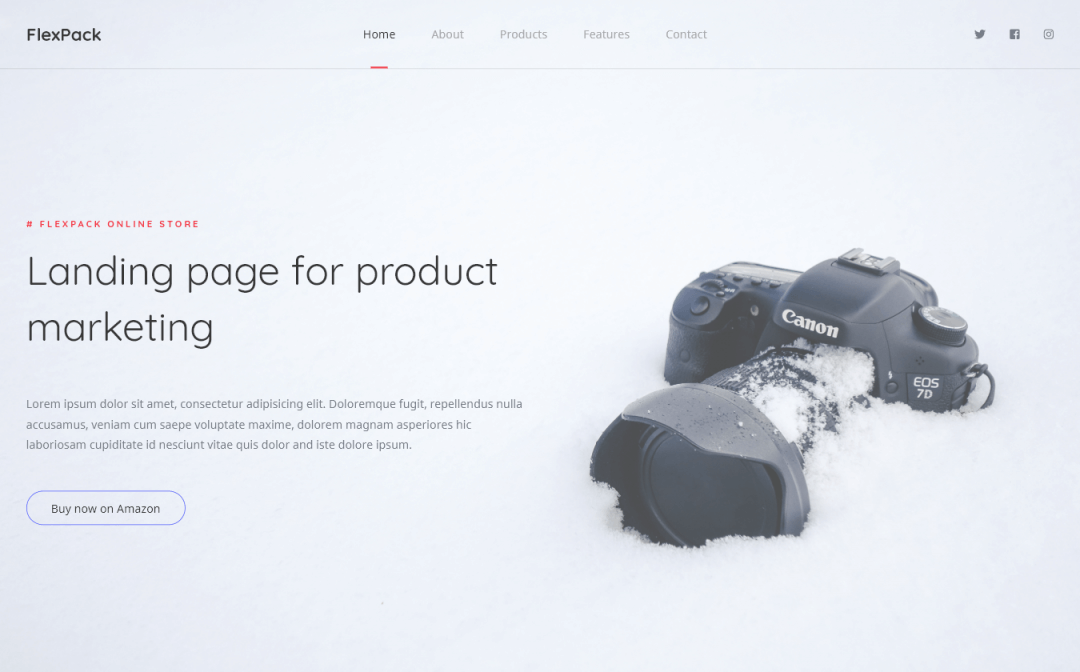 FlexPack
Home About Products Features Contact
# FLEXPACK ONLINE STORE
Landing page for product
marketing
Canon
EOS
7D
Lorem ipsum dolor sit amet, consectetur adipisicing elit. Doloremque fugit, repellendus nulla
accusamus, veniam cum saepe voluptate maxime, dolorem magnam asperiores hic
laboriosam cupiditate id nesciunt vitae quis dolor and iste dolore ipsum.
Buy now on Amazon